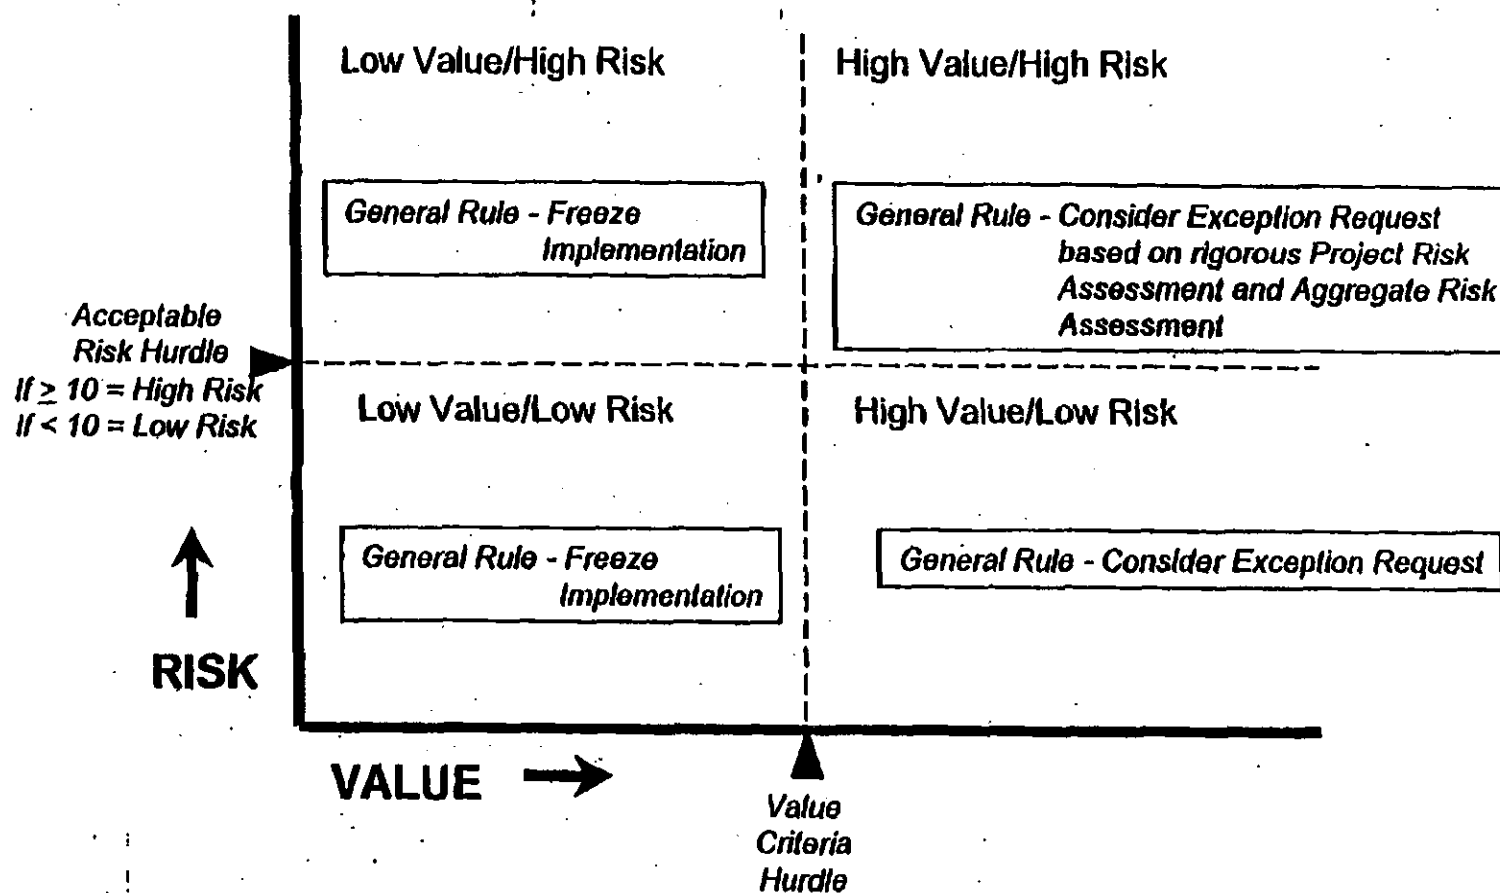 Low Value/High Risk
High Value/High Risk
General Rule - Freeze
Implementation
General Rule - Consider Exception Request
based on rigorous Project Risk
Assessment and Aggregate Risk
Assessment
Acceptable
Risk Hurdle
If ≥ 10 = High Risk
If < 10 = Low Risk
Low Value/Low Risk
High Value/Low Risk
General Rule - Freeze
Implementation
General Rule - Consider Exception Request
RISK
VALUE
Value
Criteria
Hurdle